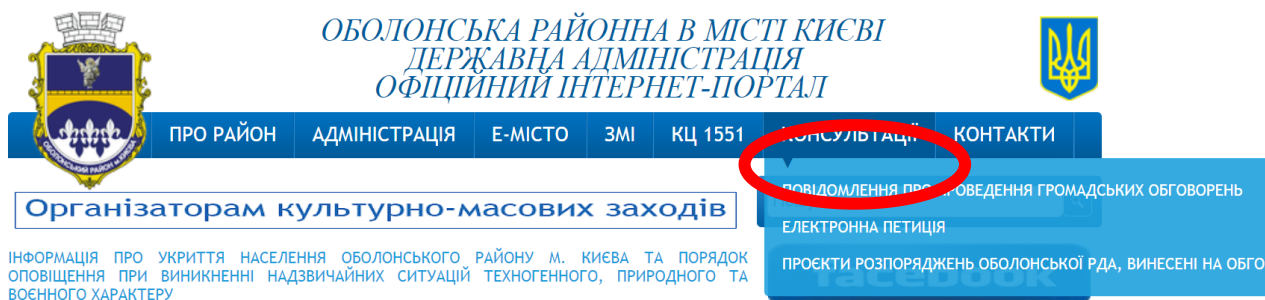 ОБОЛОНСЬКА РАЙОННА В МІСТІ КИЄВІ
ДЕРЖАВНА АДМІНІСТРАЦІЯ
ОФІЦІЙНИЙ ІНТЕРНЕТ-ПОРТАЛ
ПРО РАЙОН АДМІНІСТРАЦІЯ Е-МІСТО ЗМІ КЦ 1551 КОНСУЛЬТАЦІЇ КОНТАКТИ
ПОВІДОМЛЕННЯ ПРО ПРОВЕДЕННЯ ГРОМАДСЬКИХ ОБГОВОРЕНЬ
ЕЛЕКТРОННА ПЕТИЦІЯ
ПРОЄКТИ РОЗПОРЯДЖЕНЬ ОБОЛОНСЬКОЇ РДА, ВИНЕСЕНІ НА ОБГО
facebook
Організаторам культурно-масових заходів
ІНФОРМАЦІЯ ПРО УКРИТТЯ НАСЕЛЕННЯ ОБОЛОНСЬКОГО РАЙОНУ М. КИЄВА ТА ПОРЯДОК
ОПОВІЩЕННЯ ПРИ ВИНИКНЕННІ НАДЗВИЧАЙНИХ СИТУАЦІЙ ТЕХНОГЕННОГО, ПРИРОДНОГО ТА
ВОЄННОГО ХАРАКТЕРУ